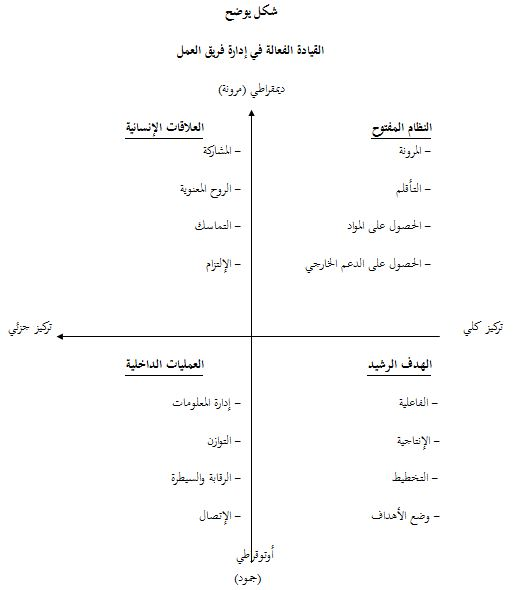 شكل يوضح
القيادة الفعالة في إدارة فريق العمل
ديمقراطي (مرونة)
النظام المفتوح
– المرونة
– التأقلم
– الحصول على المواد
– الحصول على الدعم الخارجي
العلاقات الإنسانية
– المشاركة
– الروح المعنوية
– التماسك
– الإلتزام
تركيز كلي
تركيز جزئي
الهدف الرشيد
– الفاعلية
– الإنتاجية
– التخطيط
– وضع الأهداف
العمليات الداخلية
– إدارة المعلومات
– التوازن
– الرقابة والسيطرة
– الإتصال
أوتوقراطي
(جمود)